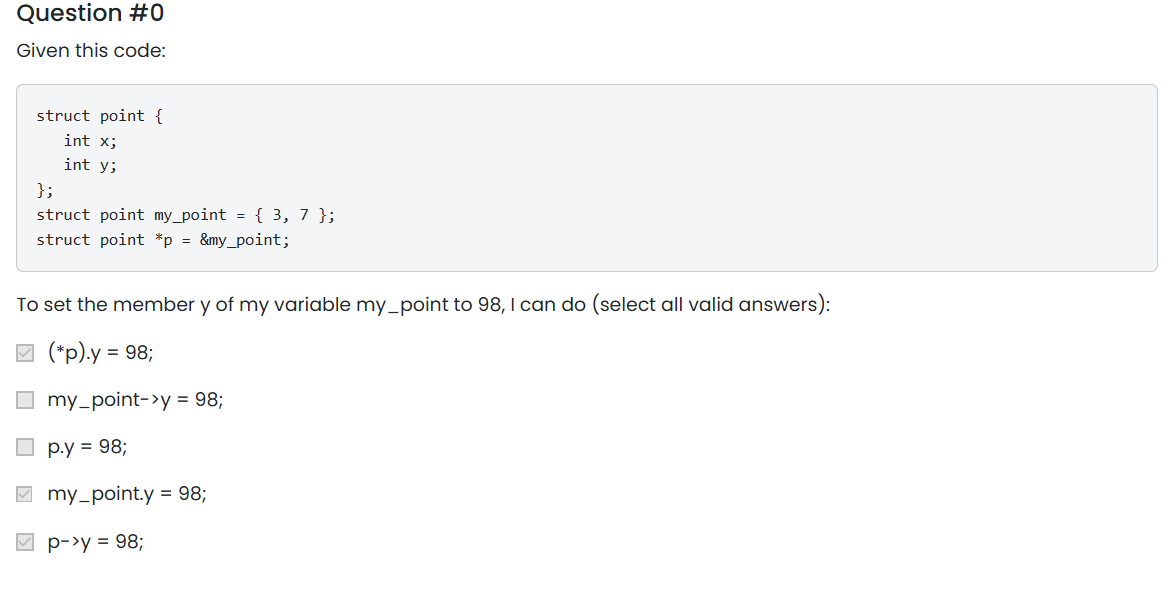 Question #0
Given this code:
struct point {
   int x;
   int y;
};
struct point my_point = { 3, 7 };
struct point *p = &my_point;
To set the member y of my variable my_point to 98, I can do (select all valid answers):
(*p).y = 98;
my_point->y = 98;
p.y = 98;
my_point.y = 98;
p->y = 98;